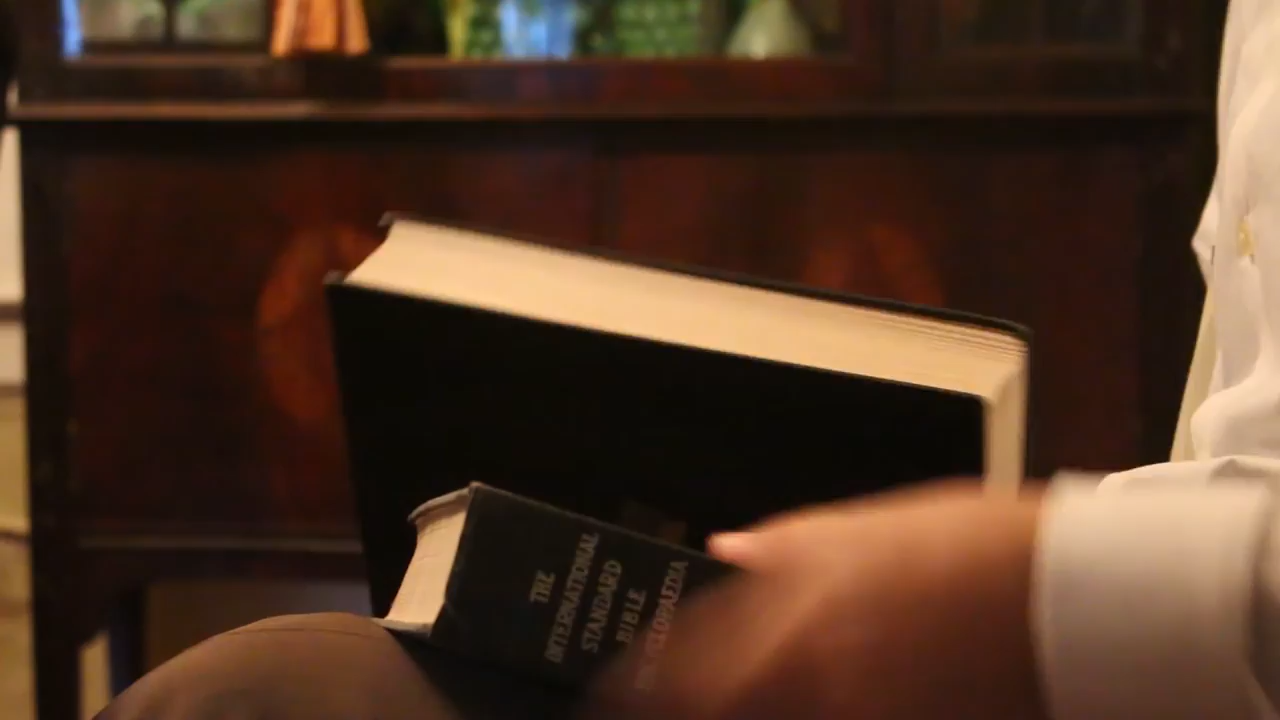 THE
INTERNATIONAL
STANDARD
BIBLE
ENCYCLOPAEDIA